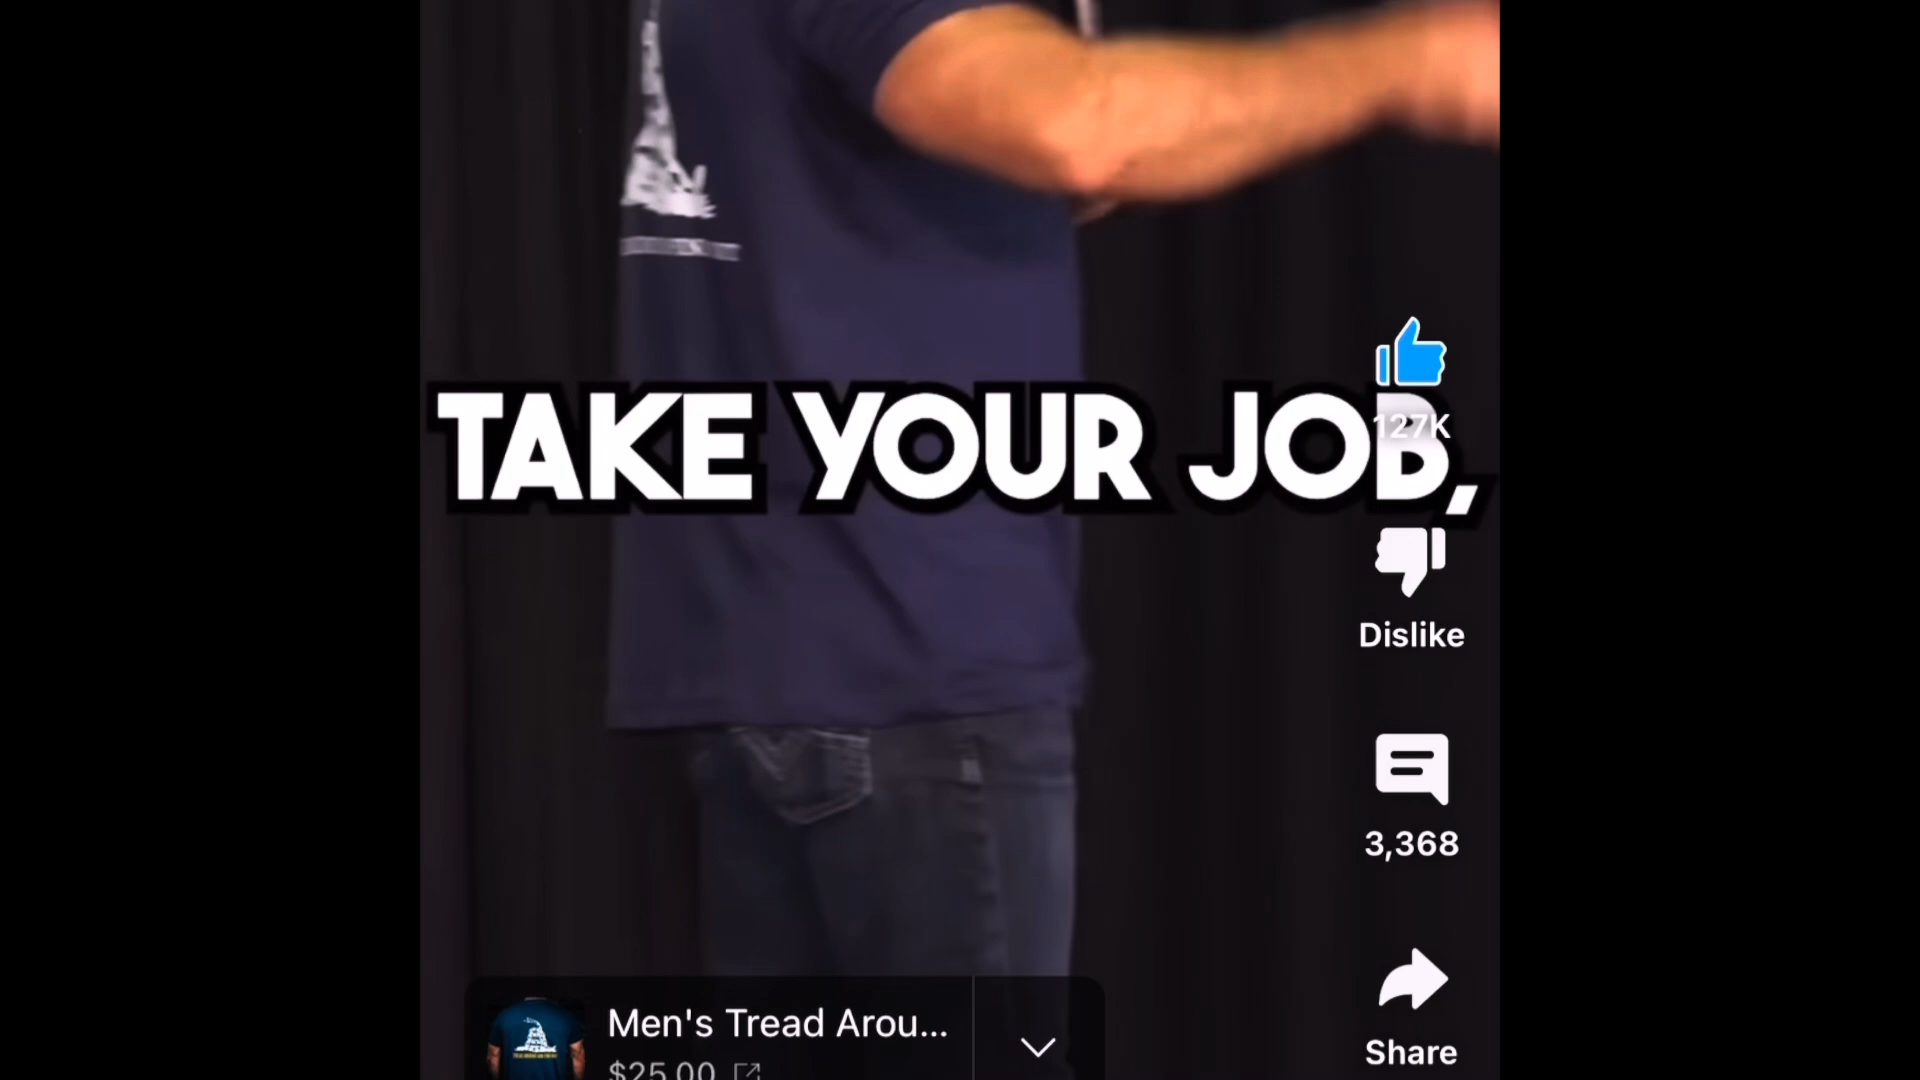 TAKE YOUR JOB,
127K
Dislike
3,368
Share
Men's Tread Arou...
$25.00